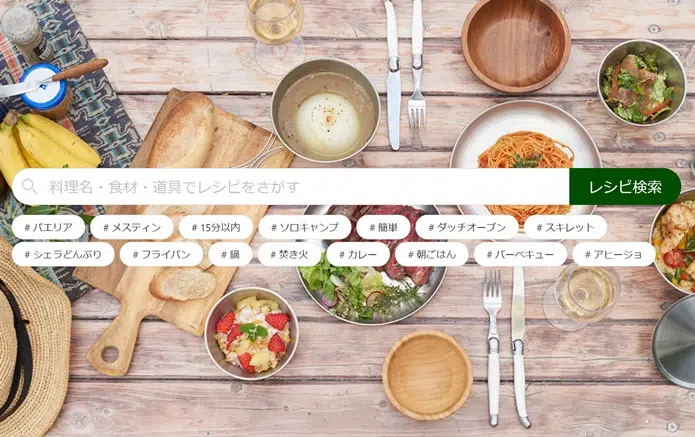 料理名・食材・道具でレシピをさがす レシピ検索
# パエリア # メスティン # 15分以内 # ソロキャンプ # 簡単 # ダッチオーブン # スキレット
# シェラどんぶり # フライパン # 鍋 # 焚き火 # カレー # 朝ごはん # バーベキュー # アヒージョ